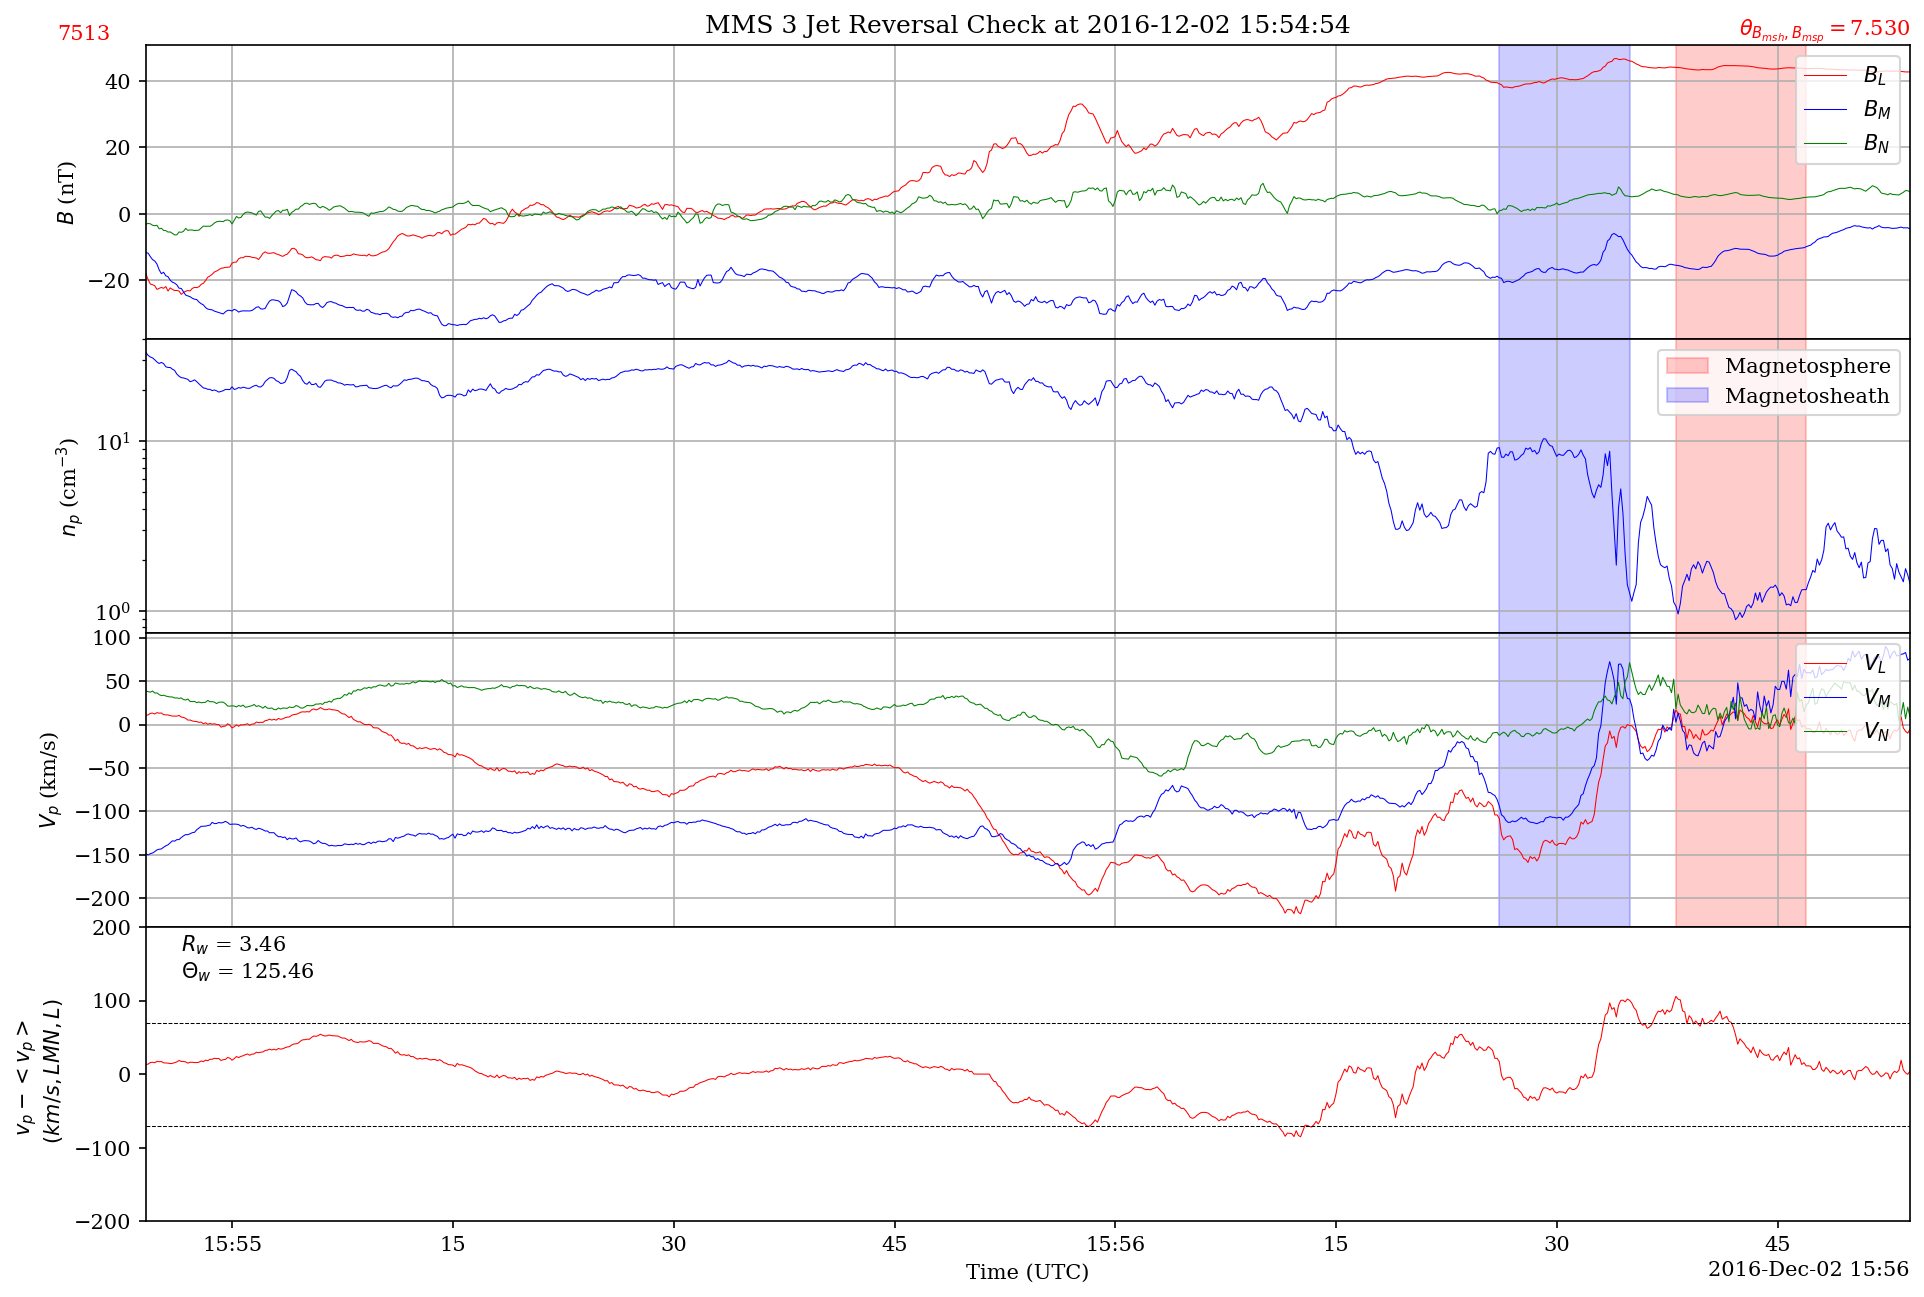 7513
MMS 3 Jet Reversal Check at 2016-12-02 15:54:54
θ_{B_{msh}, B_{msp}} = 7.530
B (nT)
40
20
0
−20
B_L
B_M
B_N
n_p (cm^{−3})
10^1
10^0
Magnetosphere
Magnetosheath
V_p (km/s)
100
50
0
−50
−100
−150
−200
V_L
V_M
V_N
v_p − < v_p >
(km/s, LMN, L)
200
100
0
−100
−200
R_w = 3.46
Θ_w = 125.46
15:55 15 30 45 15:56 15 30 45
Time (UTC)
2016-Dec-02 15:56